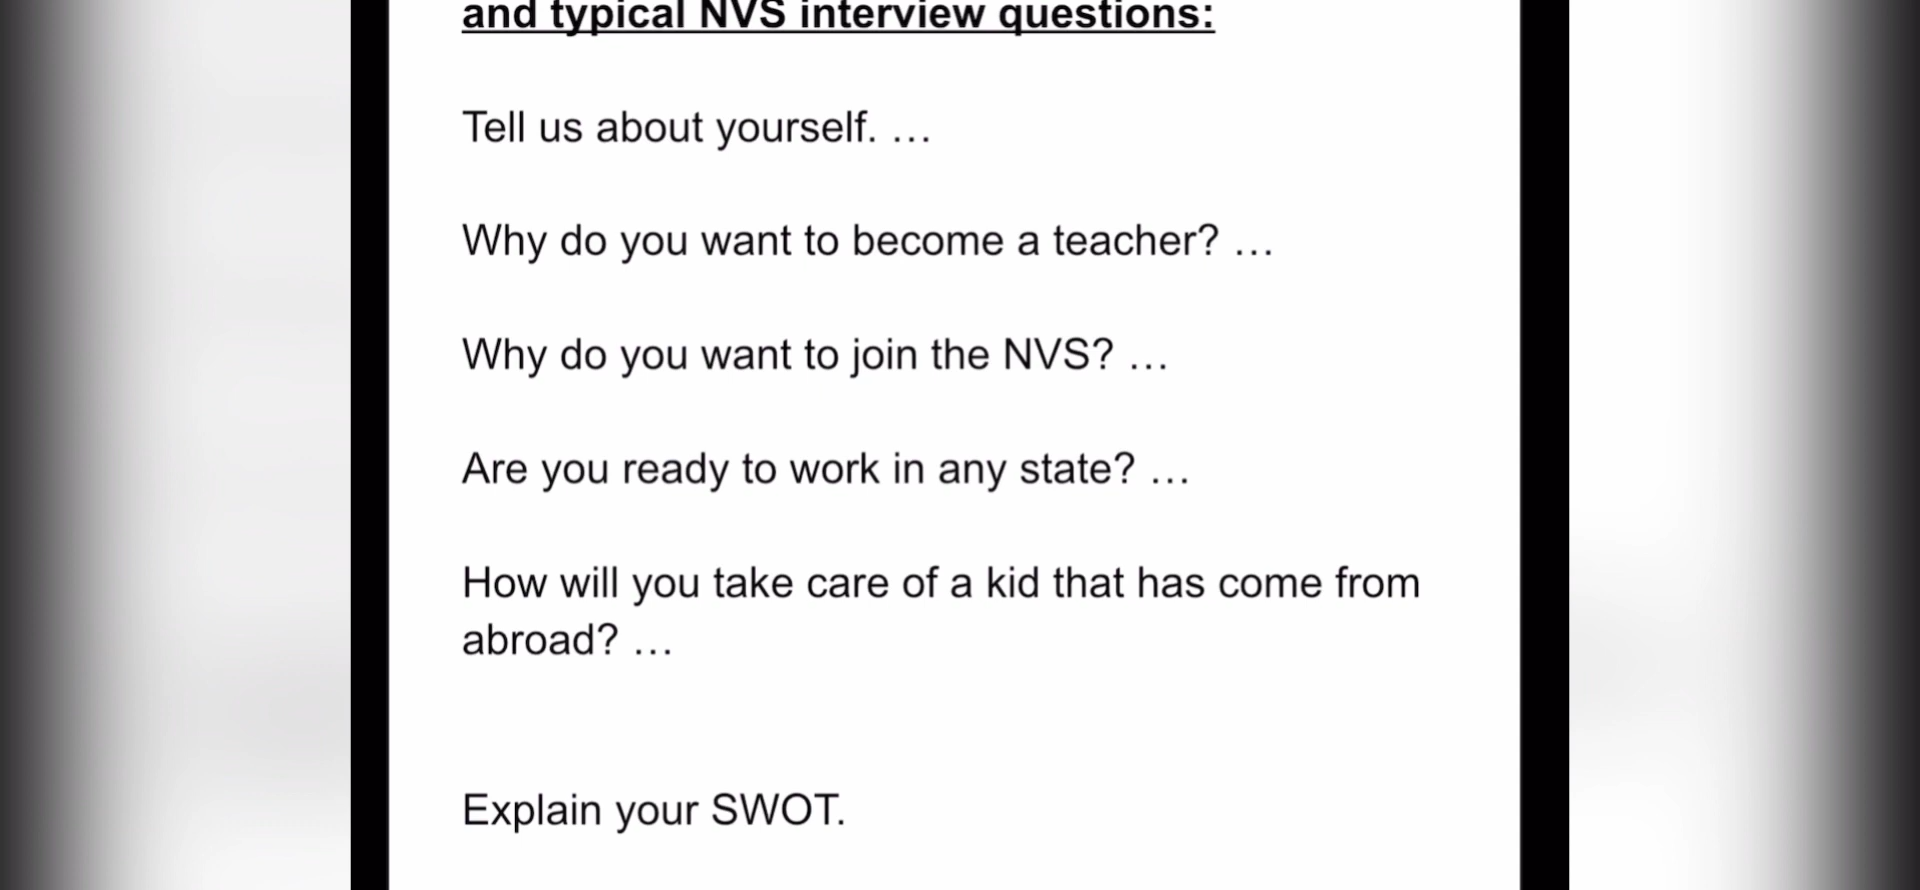 and typical NVS interview questions:
Tell us about yourself. ...
Why do you want to become a teacher? ...
Why do you want to join the NVS? ...
Are you ready to work in any state? ...
How will you take care of a kid that has come from
abroad? ...
Explain your SWOT.